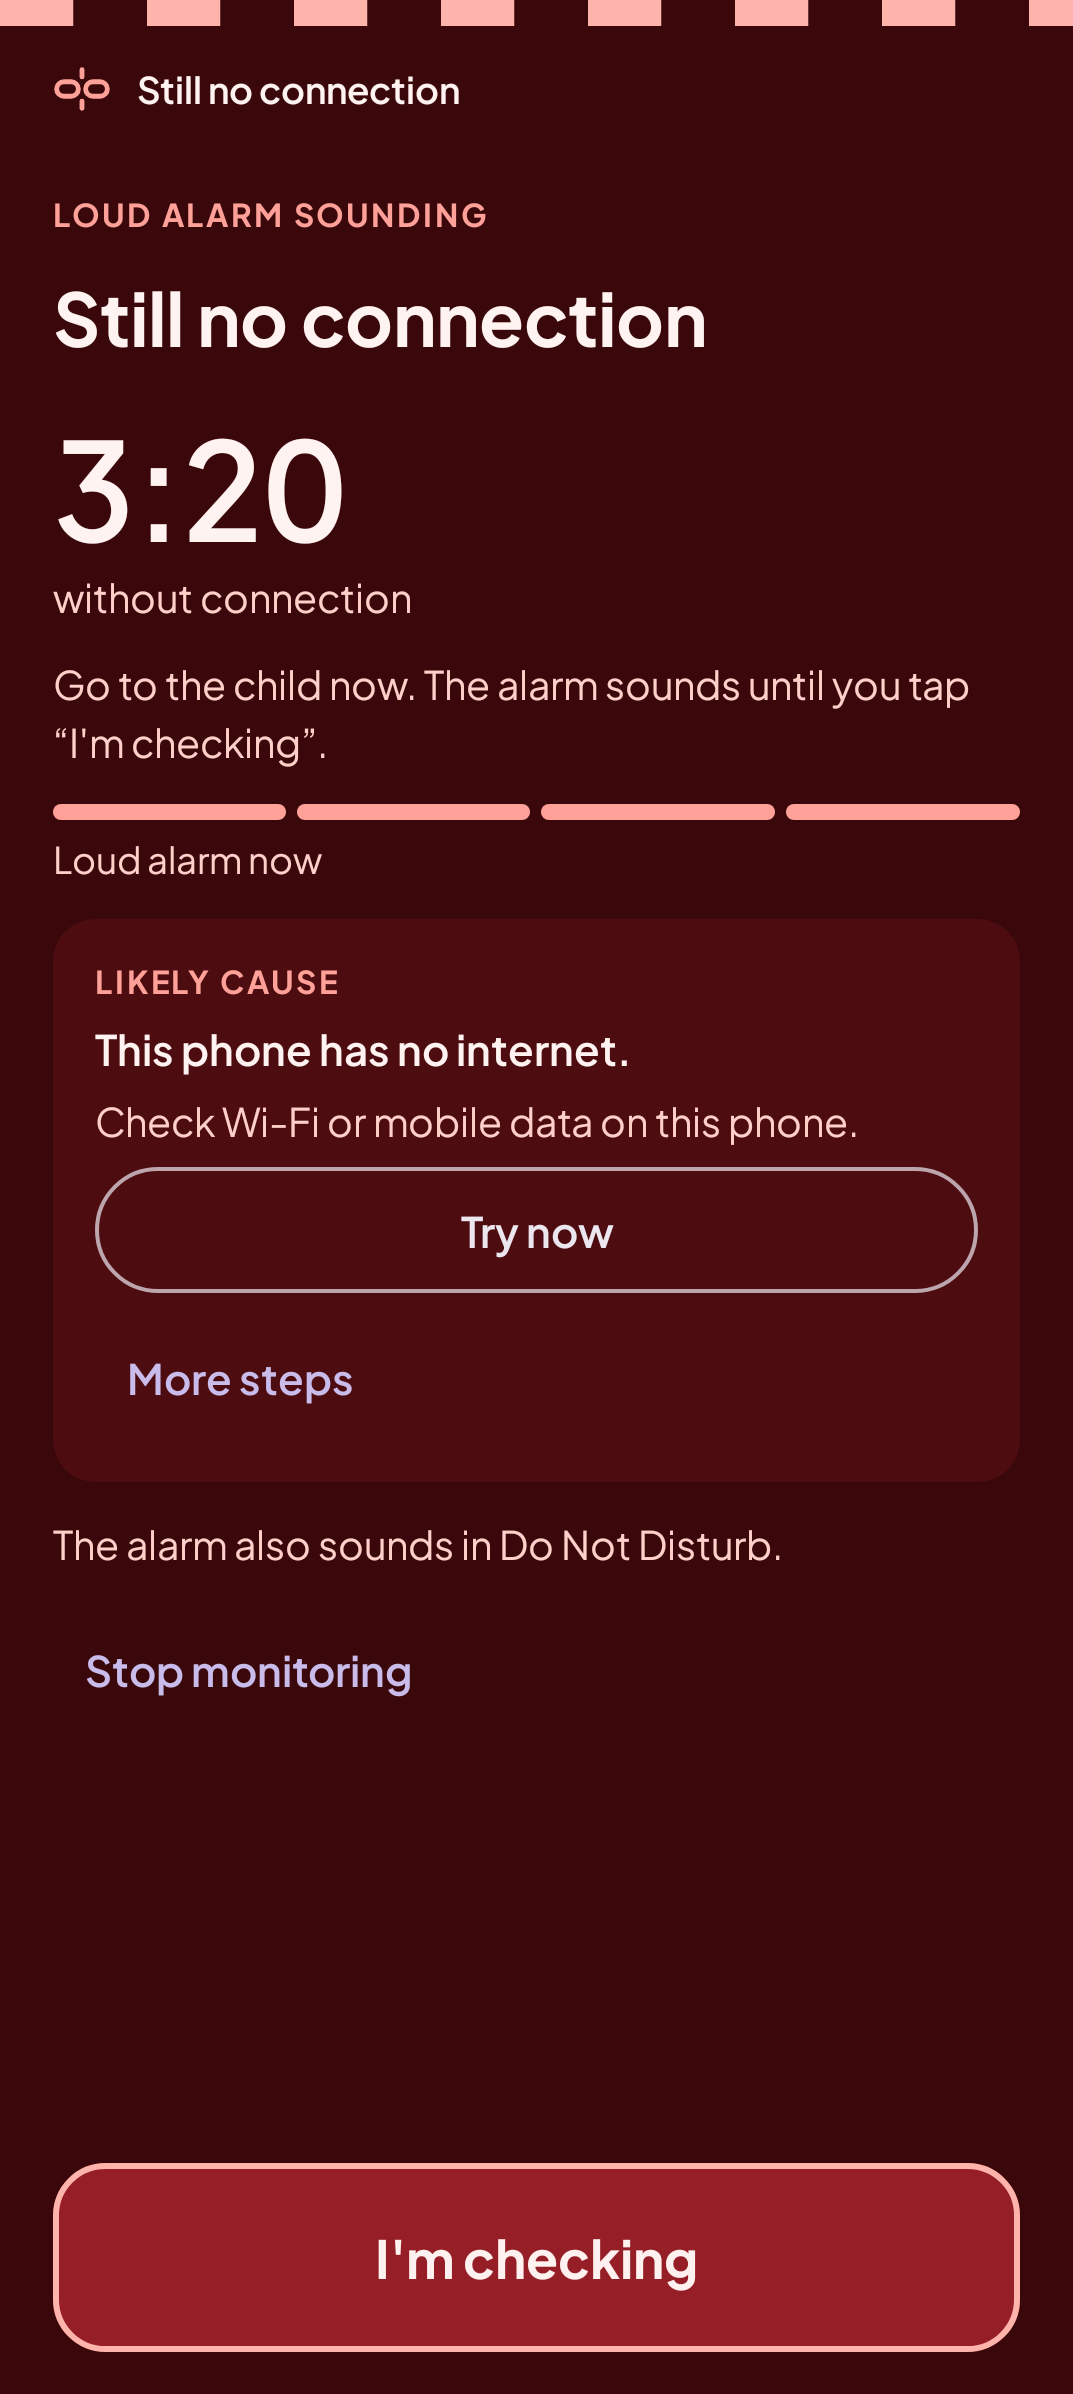 Still no connection
LOUD ALARM SOUNDING
Still no connection
3:20
without connection
Go to the child now. The alarm sounds until you tap
“I'm checking”.
Loud alarm now
LIKELY CAUSE
This phone has no internet.
Check Wi-Fi or mobile data on this phone.
Try now
More steps
The alarm also sounds in Do Not Disturb.
Stop monitoring
I'm checking